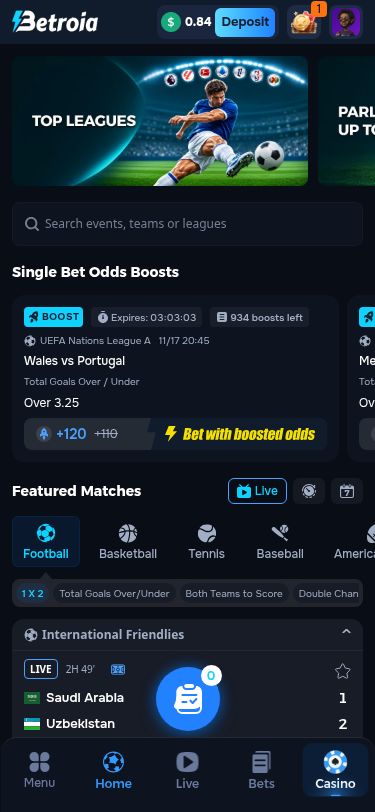 Betroia
$ 0.84 Deposit
1
TOP LEAGUES
PARL
UP TO
Search events, teams or leagues
Single Bet Odds Boosts
BOOST Expires: 03:03:03 934 boosts left
UEFA Nations League A 11/17 20:45
Wales vs Portugal
Me
Total Goals Over / Under
Tot
Over 3.25
Ov
+120 +110 Bet with boosted odds
Featured Matches
Live
7
Football Basketball Tennis Baseball America
1 X 2 Total Goals Over/Under Both Teams to Score Double Chan
International Friendlies
LIVE 2H 49'
0
Saudi Arabia 1
Uzbekistan 2
Menu Home Live Bets Casino